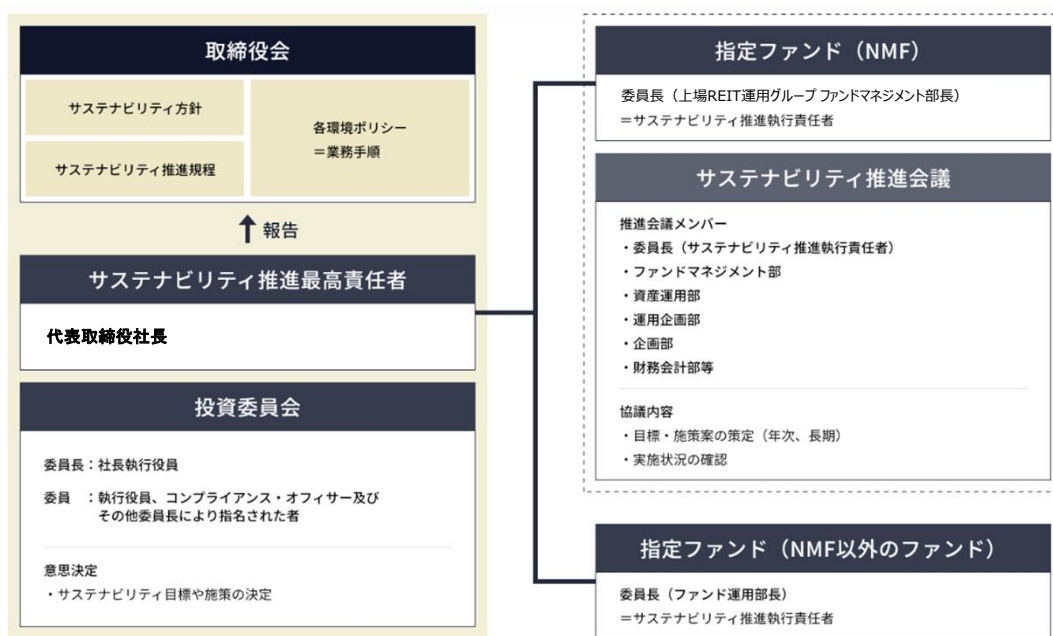 取締役会
サステナビリティ方針
サステナビリティ推進規程
各環境ポリシー
＝業務手順
報告
サステナビリティ推進最高責任者
代表取締役社長
投資委員会
委員長：社長執行役員
委員　：執行役員、コンプライアンス・オフィサー及び
その他委員長により指名された者
意思決定
・サステナビリティ目標や施策の決定
指定ファンド（NMF）
委員長（上場REIT運用グループ ファンドマネジメント部長）
＝サステナビリティ推進執行責任者
サステナビリティ推進会議
推進会議メンバー
・委員長（サステナビリティ推進執行責任者）
・ファンドマネジメント部
・資産運用部
・運用企画部
・企画部
・財務会計部等
協議内容
・目標・施策案の策定（年次、長期）
・実施状況の確認
指定ファンド（NMF以外のファンド）
委員長（ファンド運用部長）
＝サステナビリティ推進執行責任者